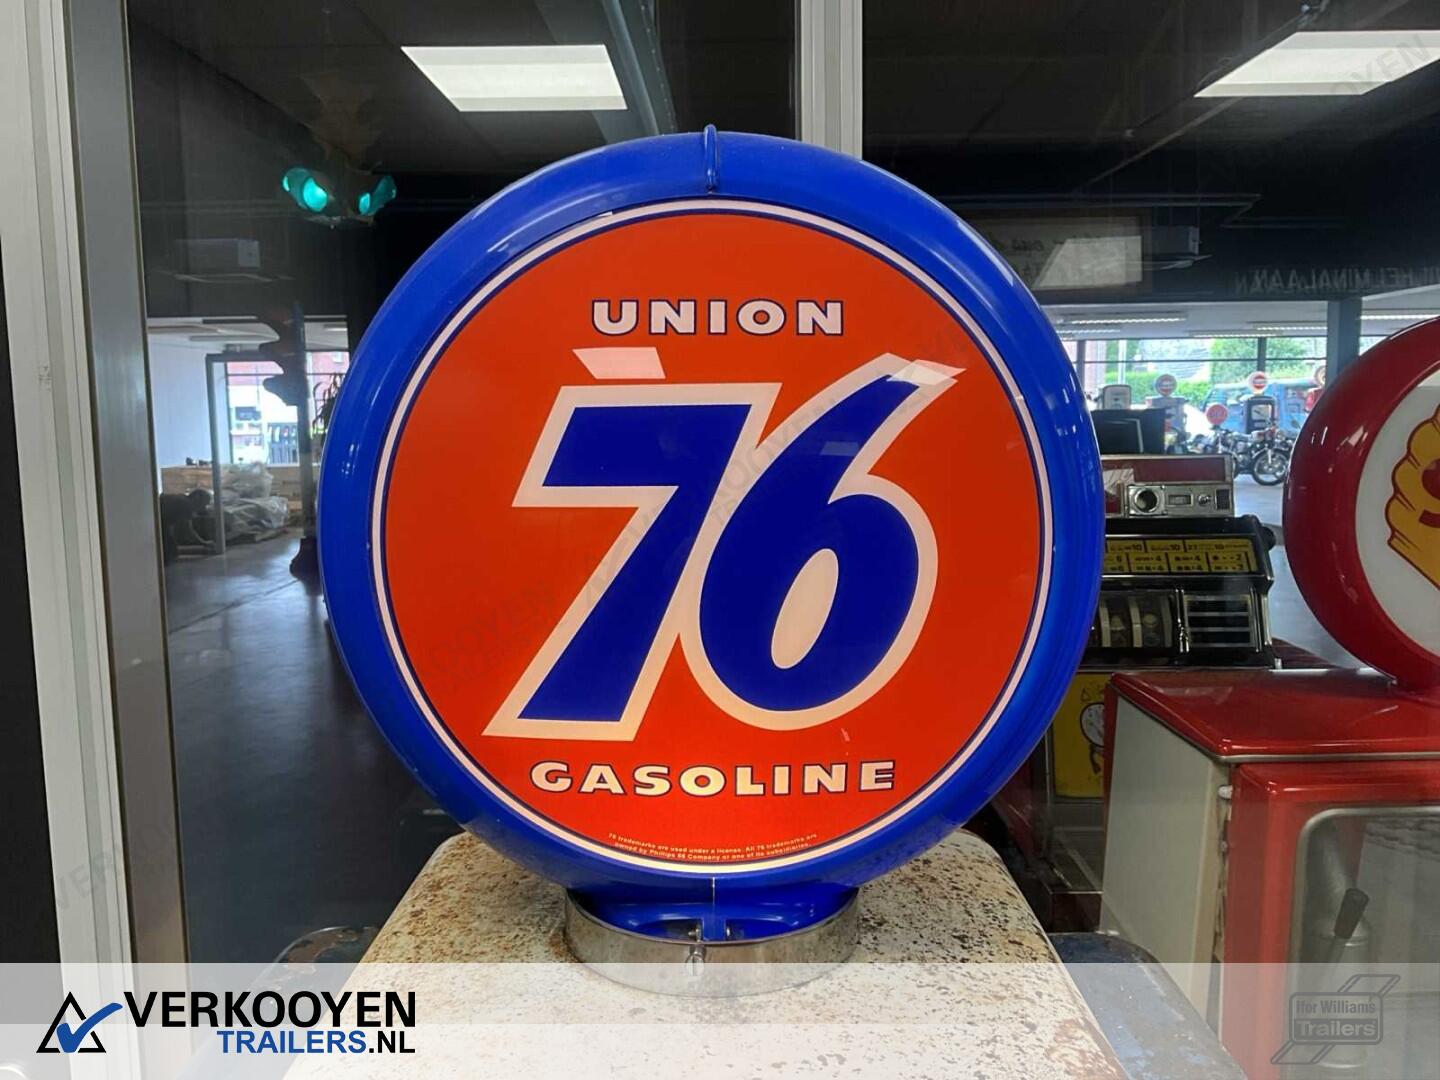 UNION
76
GASOLINE
76 trademarks are used under a license. All 76 trademarks are
owned by Phillips 66 Company or any of its subsidiaries.
VERKOOYEN
TRAILERS.NL
Ifor Williams
Trailers